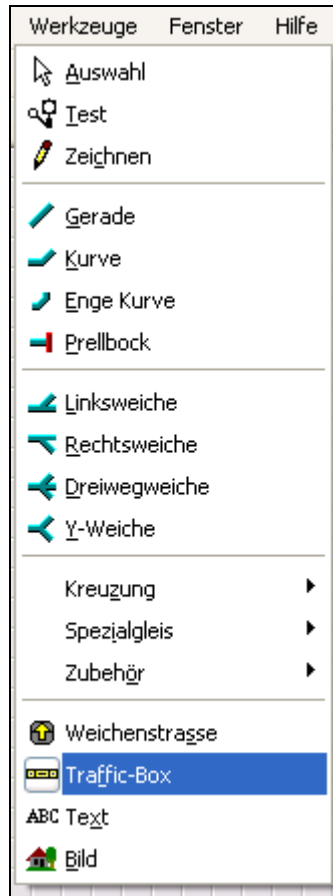 Werkzeuge Fenster Hilfe
Auswahl
Test
Zeichnen
Gerade
Kurve
Enge Kurve
Prellbock
Linksweiche
Rechtsweiche
Dreiwegweiche
Y-Weiche
Kreuzung
Spezialgleis
Zubehör
Weichenstrasse
Traffic-Box
ABC Text
Bild